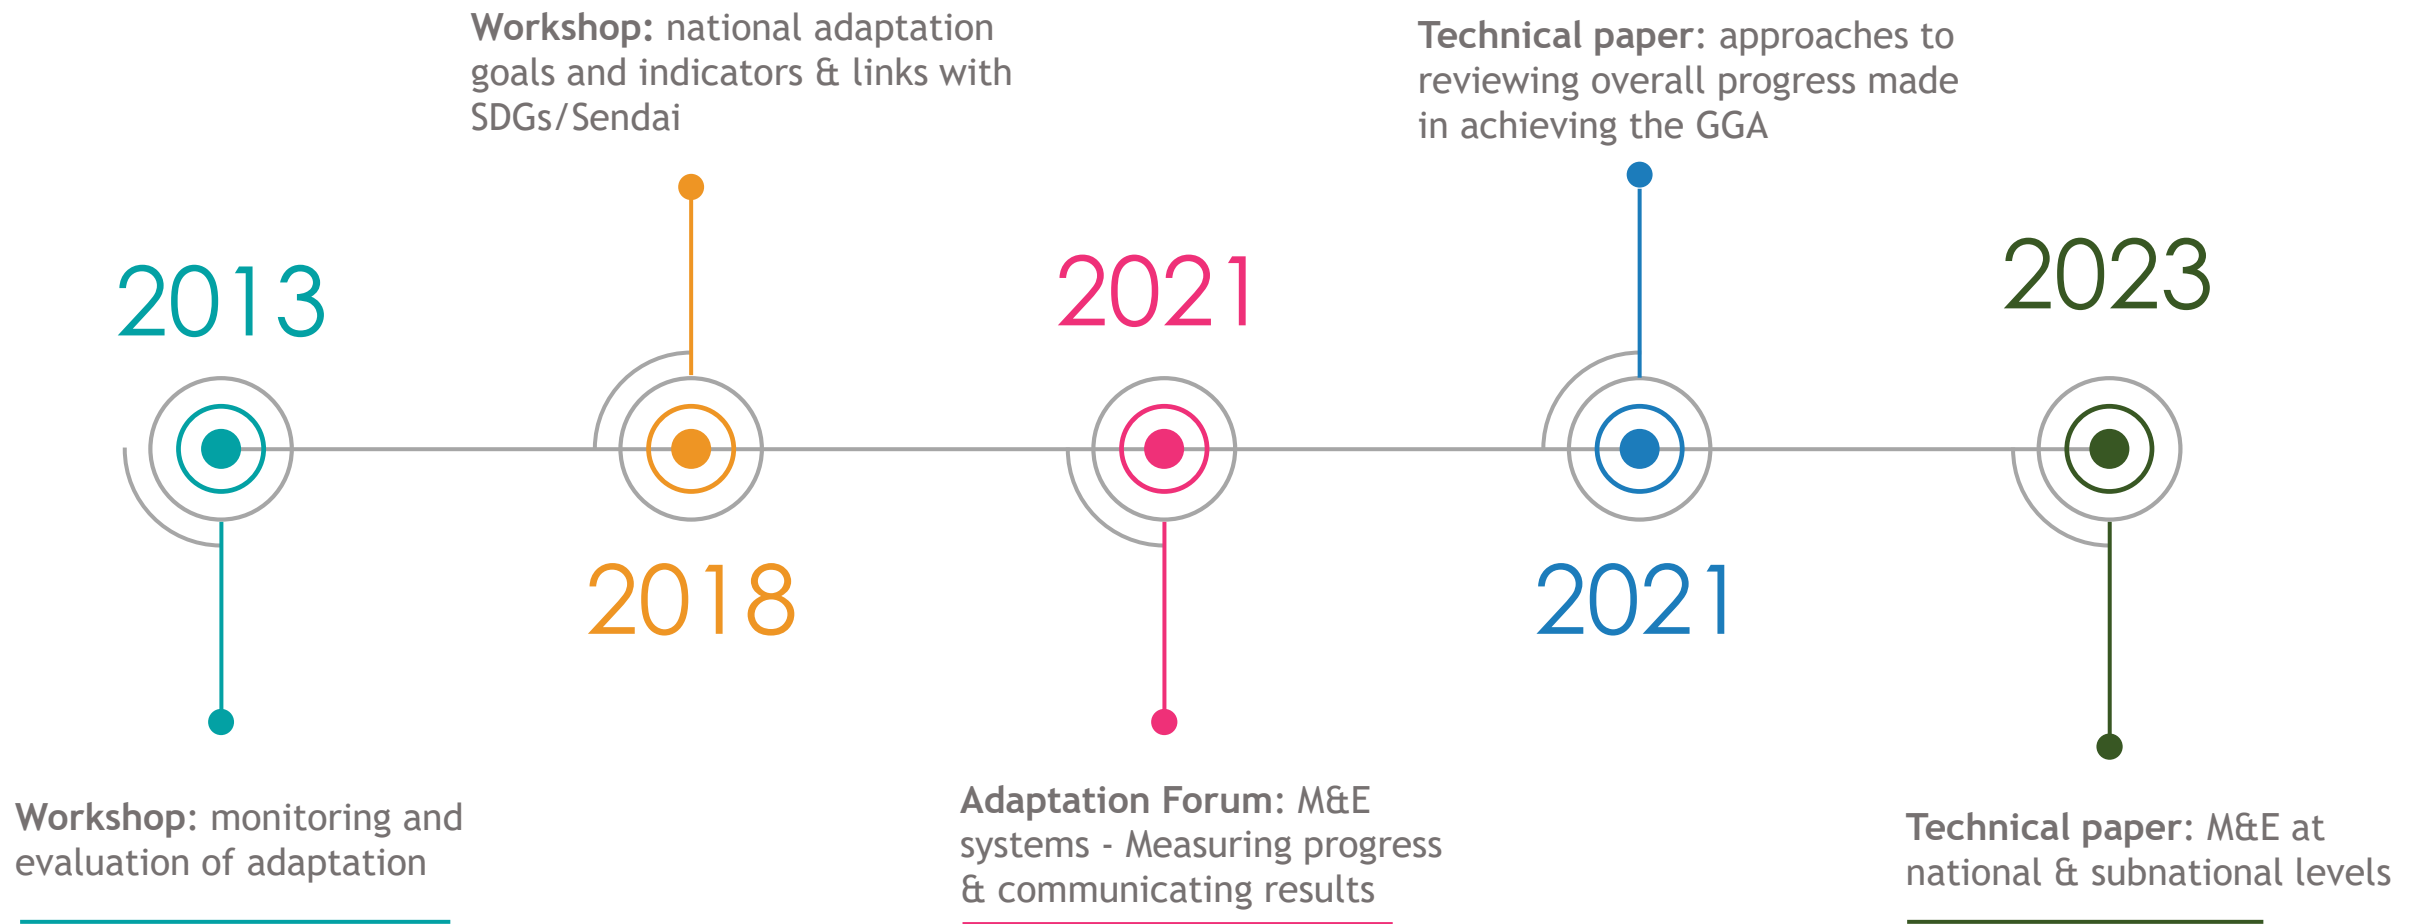 Workshop: national adaptation
goals and indicators & links with
SDGs/Sendai
Technical paper: approaches to
reviewing overall progress made
in achieving the GGA
2013
2021
2023
2018
2021
Workshop: monitoring and
evaluation of adaptation
Adaptation Forum: M&E
systems - Measuring progress
& communicating results
Technical paper: M&E at
national & subnational levels